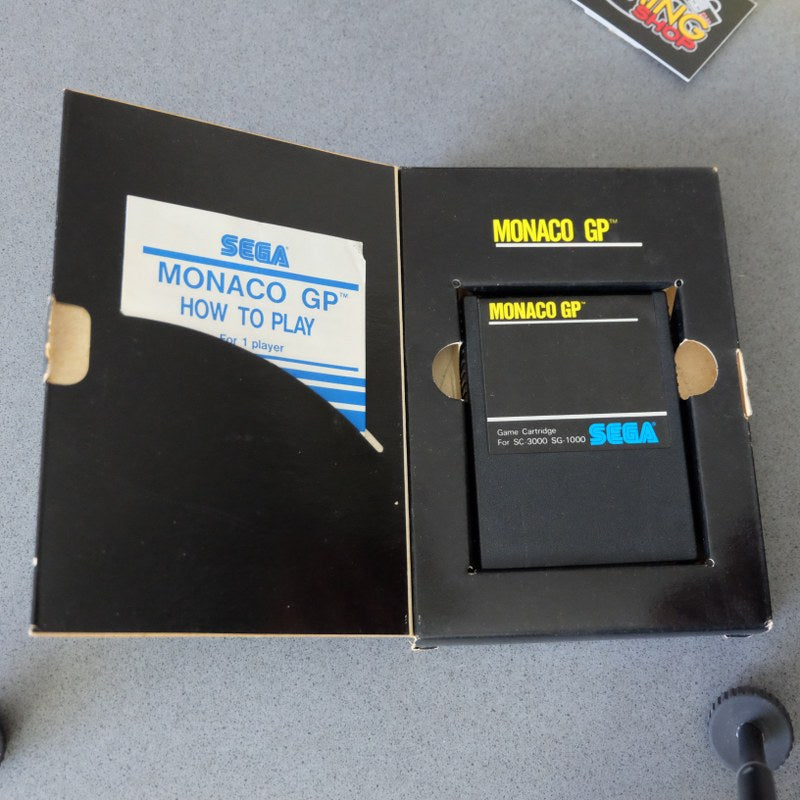 SHOP
SEGA
MONACO GP™
HOW TO PLAY
For 1 player
MONACO GP™
MONACO GP™
Game Cartridge
For SC-3000 SG-1000
SEGA